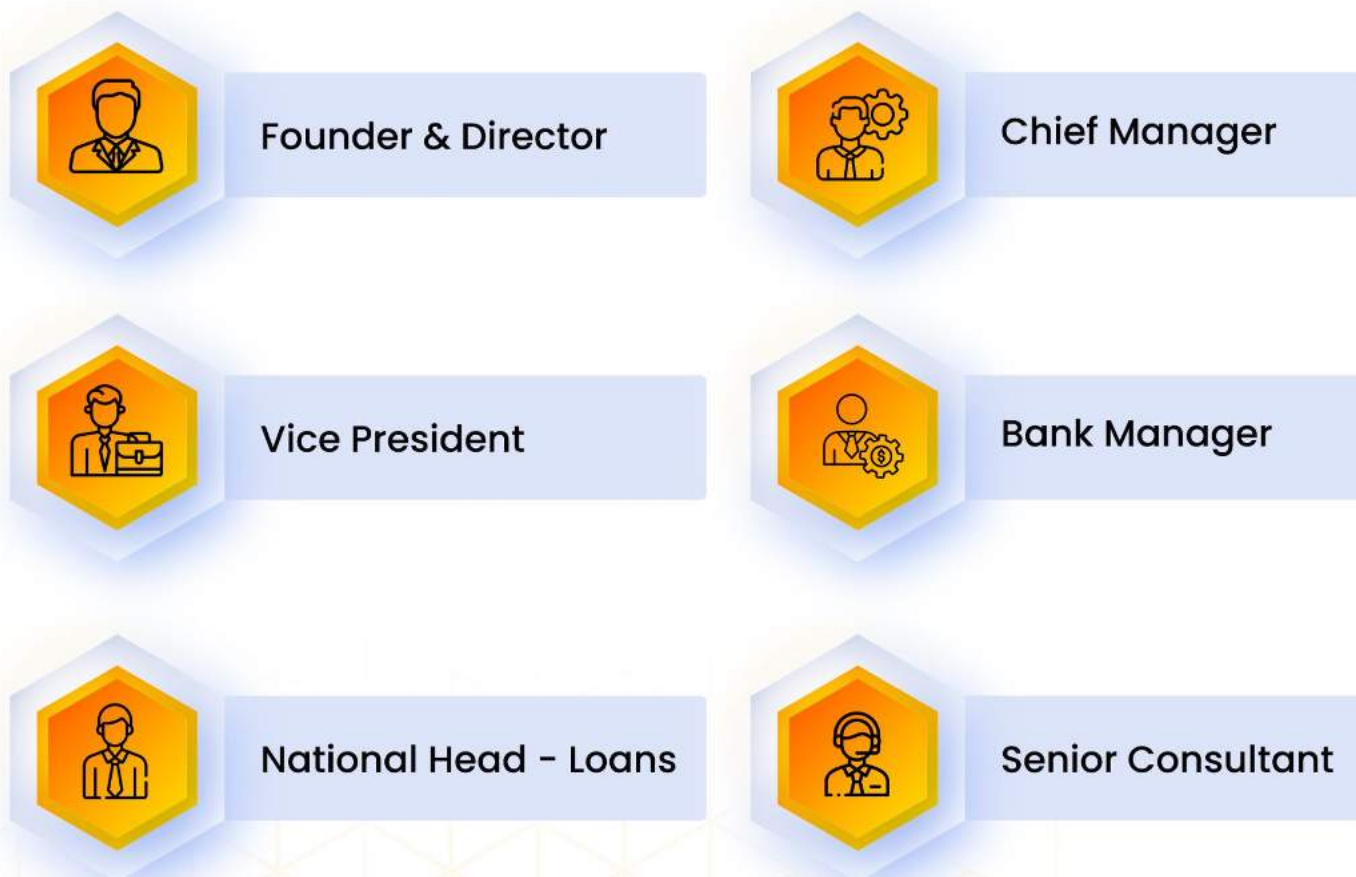 Founder & Director
Chief Manager
Vice President
Bank Manager
National Head - Loans
Senior Consultant